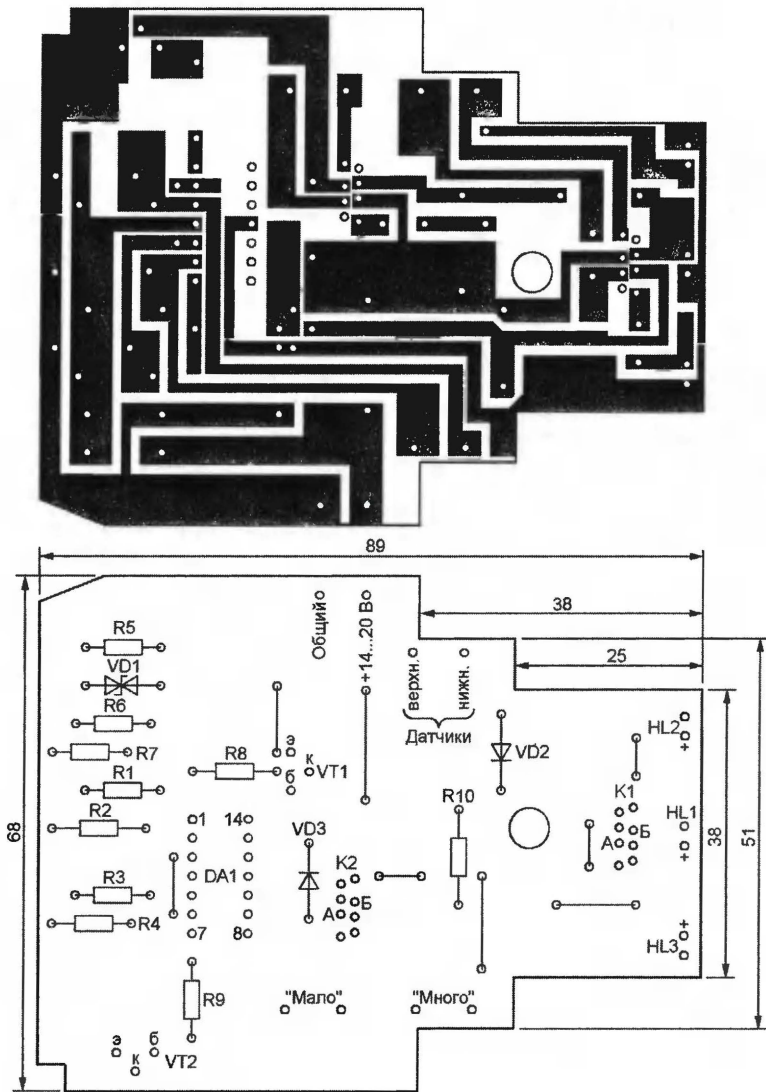 89
38
25
R5
VD1
R6
R7
R1
R2
R3
R4
Общий
+14...20 В
верхн.
нижн.
Датчики
R8
э
к
б
VT1
VD2
HL2
+
R10
K1
А
Б
HL1
+
1
14
DA1
7
8
VD3
K2
А
Б
HL3
+
R9
"Мало"
"Много"
э
к
б
VT2
68
38
51